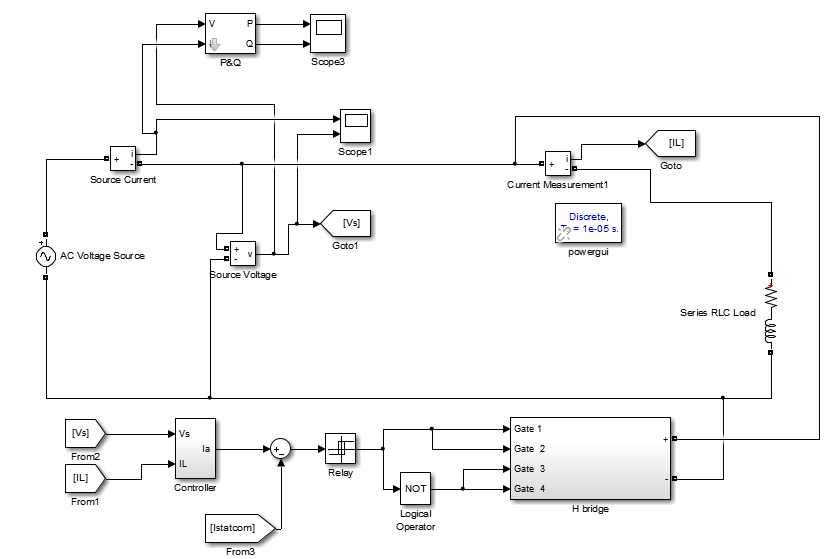 V
P
I
Q
P&Q
Scope3
i
+
-
Source Current
Scope1
i
+
-
Current Measurement1
[IL]
Goto
[Vs]
Goto1
+
-
v
Source Voltage
+
AC Voltage Source
Discrete,
= 1e-05 s.
powergui
Series RLC Load
[Vs]
From2
[IL]
From1
Vs
IL
Ia
Controller
+
-
Relay
[Istatcom]
From3
NOT
Logical
Operator
Gate 1
Gate 2
Gate 3
Gate 4
+
-
H bridge